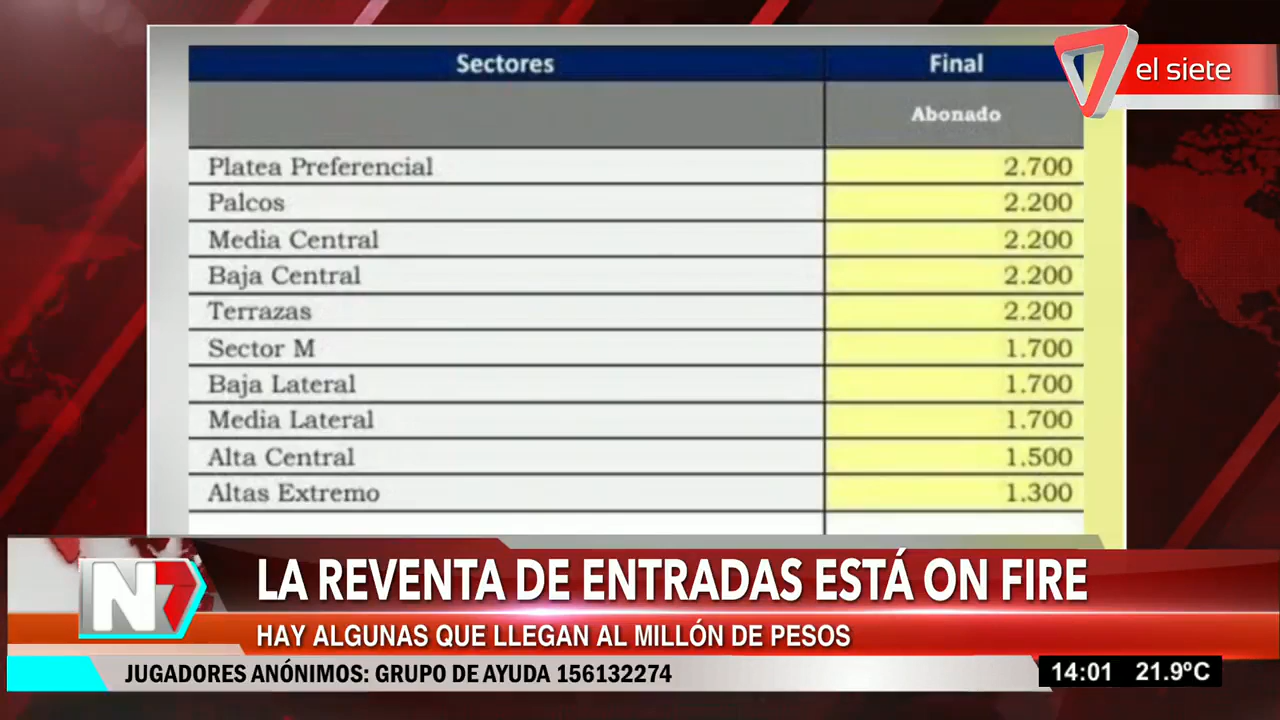 Sectores Final
Abonado
Platea Preferencial 2.700
Palcos 2.200
Media Central 2.200
Baja Central 2.200
Terrazas 2.200
Sector M 1.700
Baja Lateral 1.700
Media Lateral 1.700
Alta Central 1.500
Altas Extremo 1.300
7 el siete
N7
LA REVENTA DE ENTRADAS ESTÁ ON FIRE
HAY ALGUNAS QUE LLEGAN AL MILLÓN DE PESOS
JUGADORES ANÓNIMOS: GRUPO DE AYUDA 156132274
14:01 21.9ºC